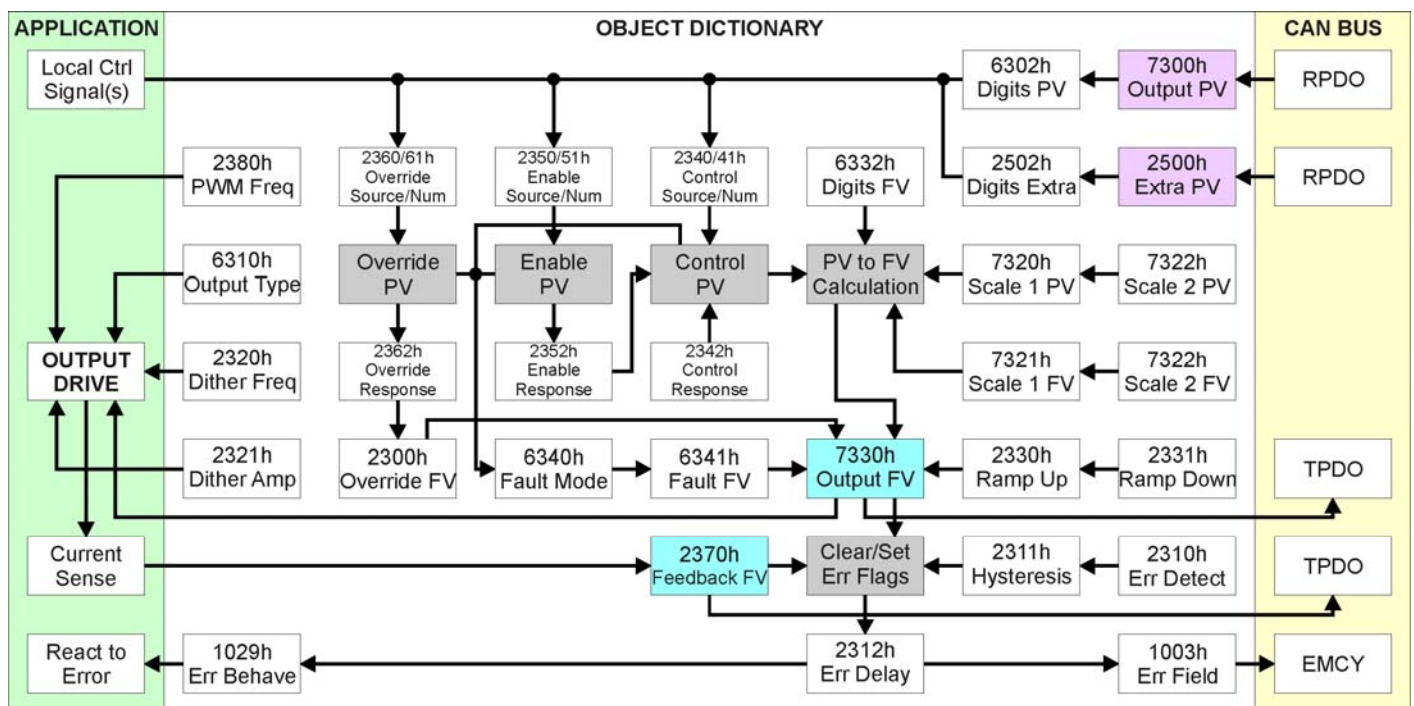 APPLICATION
OBJECT DICTIONARY
CAN BUS
Local Ctrl
Signal(s)
6302h
Digits PV
7300h
Output PV
RPDO
2380h
PWM Freq
2360/61h
Override
Source/Num
2350/51h
Enable
Source/Num
2340/41h
Control
Source/Num
6332h
Digits FV
2502h
Digits Extra
2500h
Extra PV
RPDO
6310h
Output Type
Override
PV
Enable
PV
Control
PV
PV to FV
Calculation
7320h
Scale 1 PV
7322h
Scale 2 PV
OUTPUT
DRIVE
2320h
Dither Freq
2362h
Override
Response
2352h
Enable
Response
2342h
Control
Response
7321h
Scale 1 FV
7322h
Scale 2 FV
2321h
Dither Amp
2300h
Override FV
6340h
Fault Mode
6341h
Fault FV
7330h
Output FV
2330h
Ramp Up
2331h
Ramp Down
TPDO
Current
Sense
2370h
Feedback FV
Clear/Set
Err Flags
2311h
Hysteresis
2310h
Err Detect
TPDO
React to
Error
1029h
Err Behave
2312h
Err Delay
1003h
Err Field
EMCY